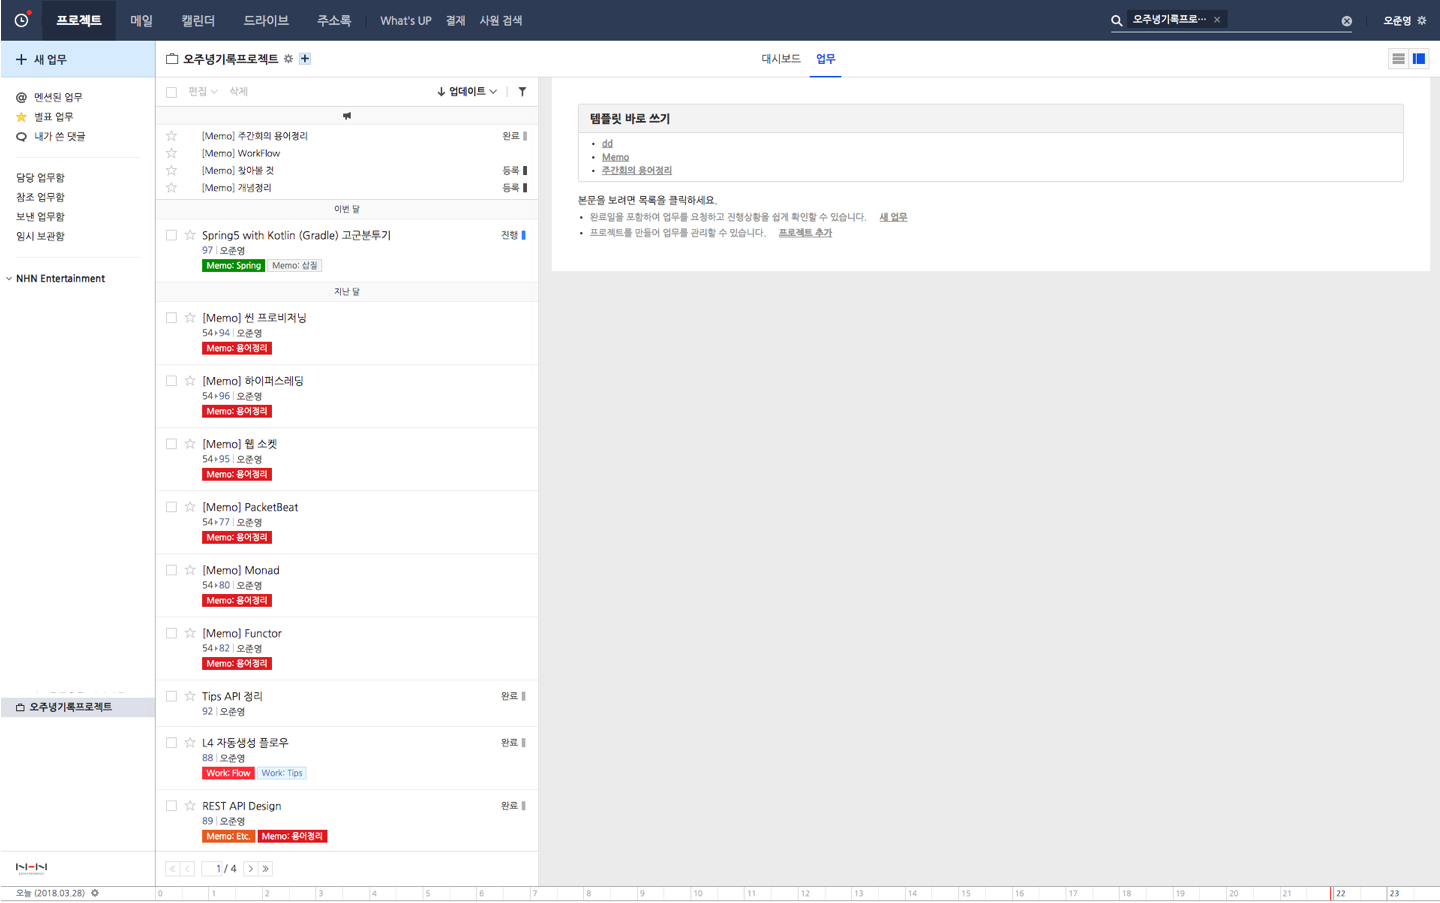 프로젝트 메일 캘린더 드라이브 주소록 What's UP 결재 사원 검색 오주녕기록프로... 오준영
새 업무
오주녕기록프로젝트
대시보드 업무
멘션된 업무
별표 업무
내가 쓴 댓글
담당 업무함
참조 업무함
보낸 업무함
임시 보관함
NHN Entertainment
오주녕기록프로젝트
편집 삭제 업데이트
[Memo] 주간회의 용어정리 완료
[Memo] WorkFlow
[Memo] 찾아볼 것 등록
[Memo] 개념정리 등록
이번 달
Spring5 with Kotlin (Gradle) 고군분투기 진행
97 오준영
Memo: Spring Memo: 삽질
지난 달
[Memo] 씬 프로비저닝
54 94 오준영
Memo: 용어정리
[Memo] 하이퍼스레딩
54 96 오준영
Memo: 용어정리
[Memo] 웹 소켓
54 95 오준영
Memo: 용어정리
[Memo] PacketBeat
54 77 오준영
Memo: 용어정리
[Memo] Monad
54 80 오준영
Memo: 용어정리
[Memo] Functor
54 82 오준영
Memo: 용어정리
Tips API 정리 완료
92 오준영
L4 자동생성 플로우 완료
88 오준영
Work: Flow Work: Tips
REST API Design 완료
89 오준영
Memo: Etc. Memo: 용어정리
1 / 4
템플릿 바로 쓰기
• dd
• Memo
• 주간회의 용어정리
본문을 보려면 목록을 클릭하세요.
• 완료일을 포함하여 업무를 요청하고 진행상황을 쉽게 확인할 수 있습니다. 새 업무
• 프로젝트를 만들어 업무를 관리할 수 있습니다. 프로젝트 추가
NHN
오늘 (2018.03.28) 0 1 2 3 4 5 6 7 8 9 10 11 12 13 14 15 16 17 18 19 20 21 22 23